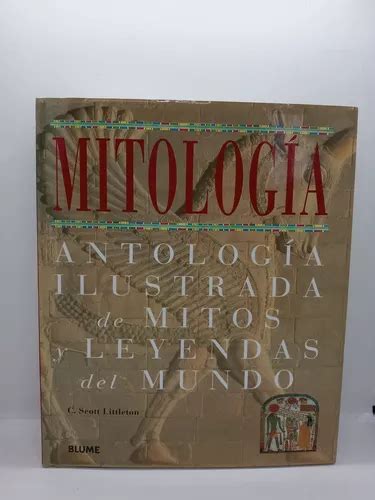 MITOLOGÍA
ANTOLOGÍA
ILUSTRADA
de MITOS
y LEYENDAS
del MUNDO
C. Scott Littleton
BLUME